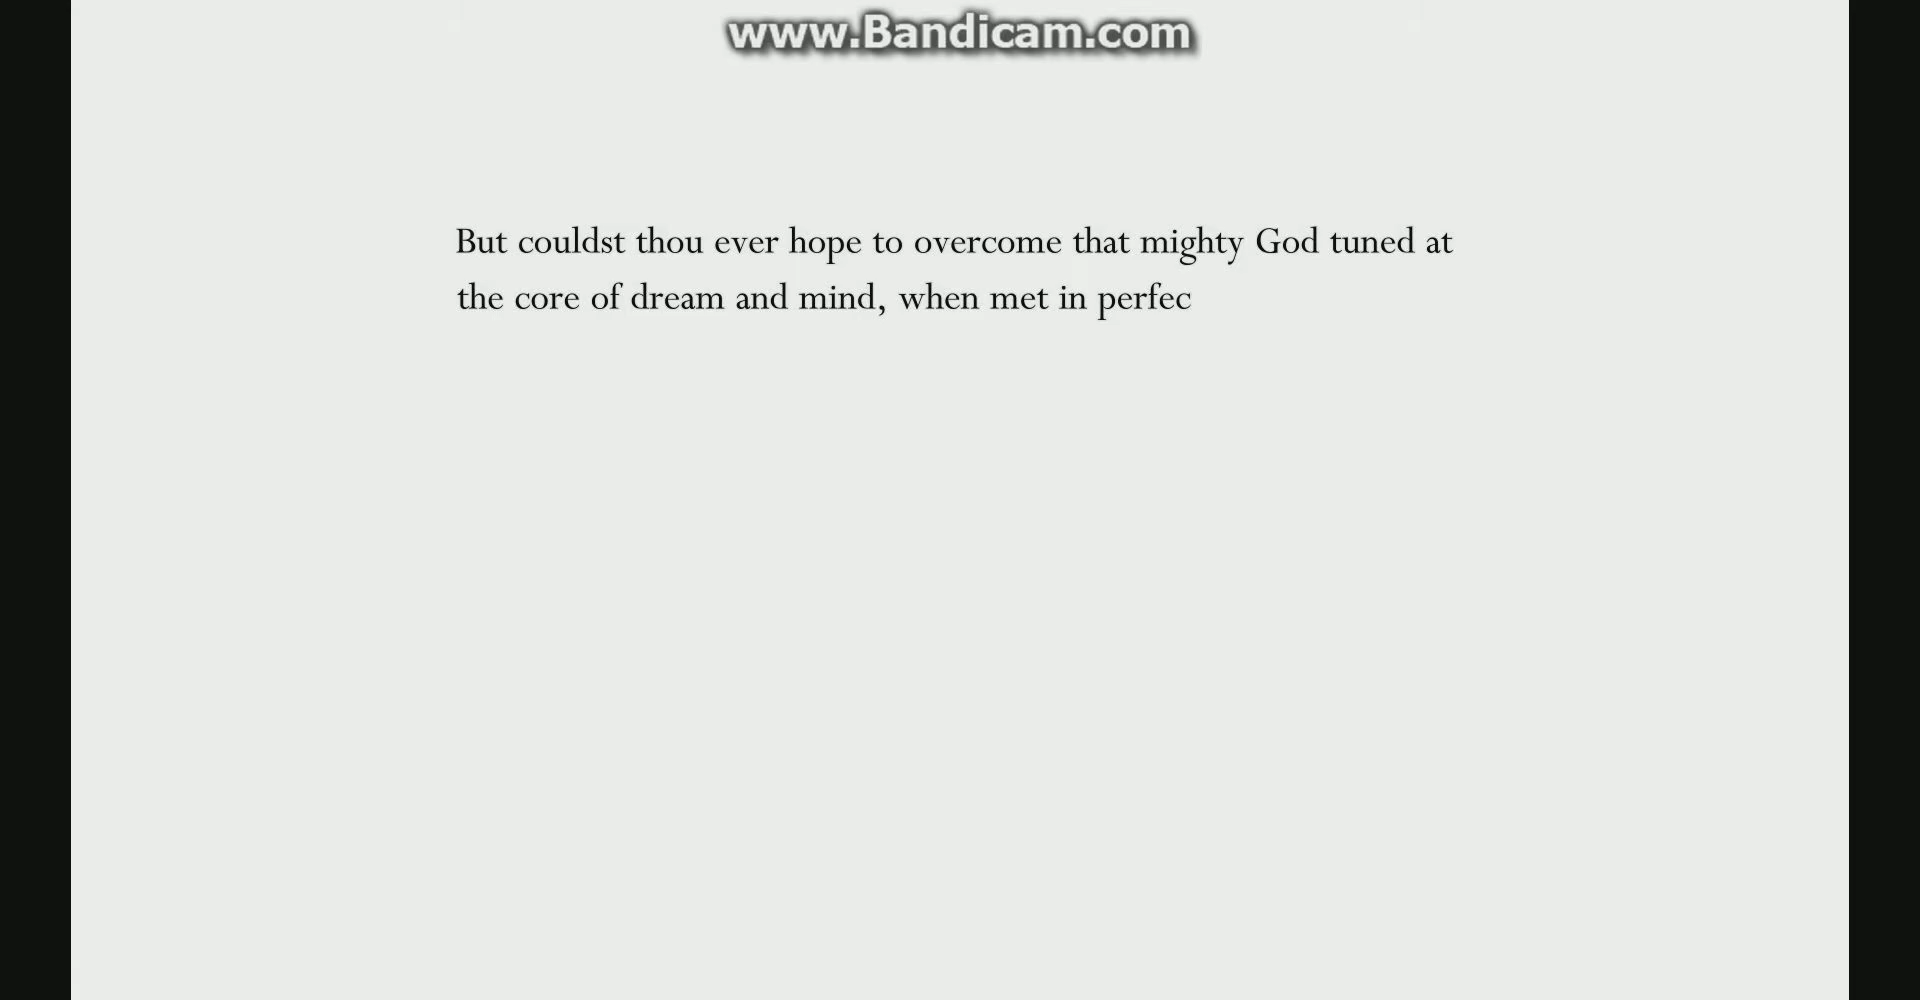 www.Bandicam.com
But couldst thou ever hope to overcome that mighty God tuned at
the core of dream and mind, when met in perfec